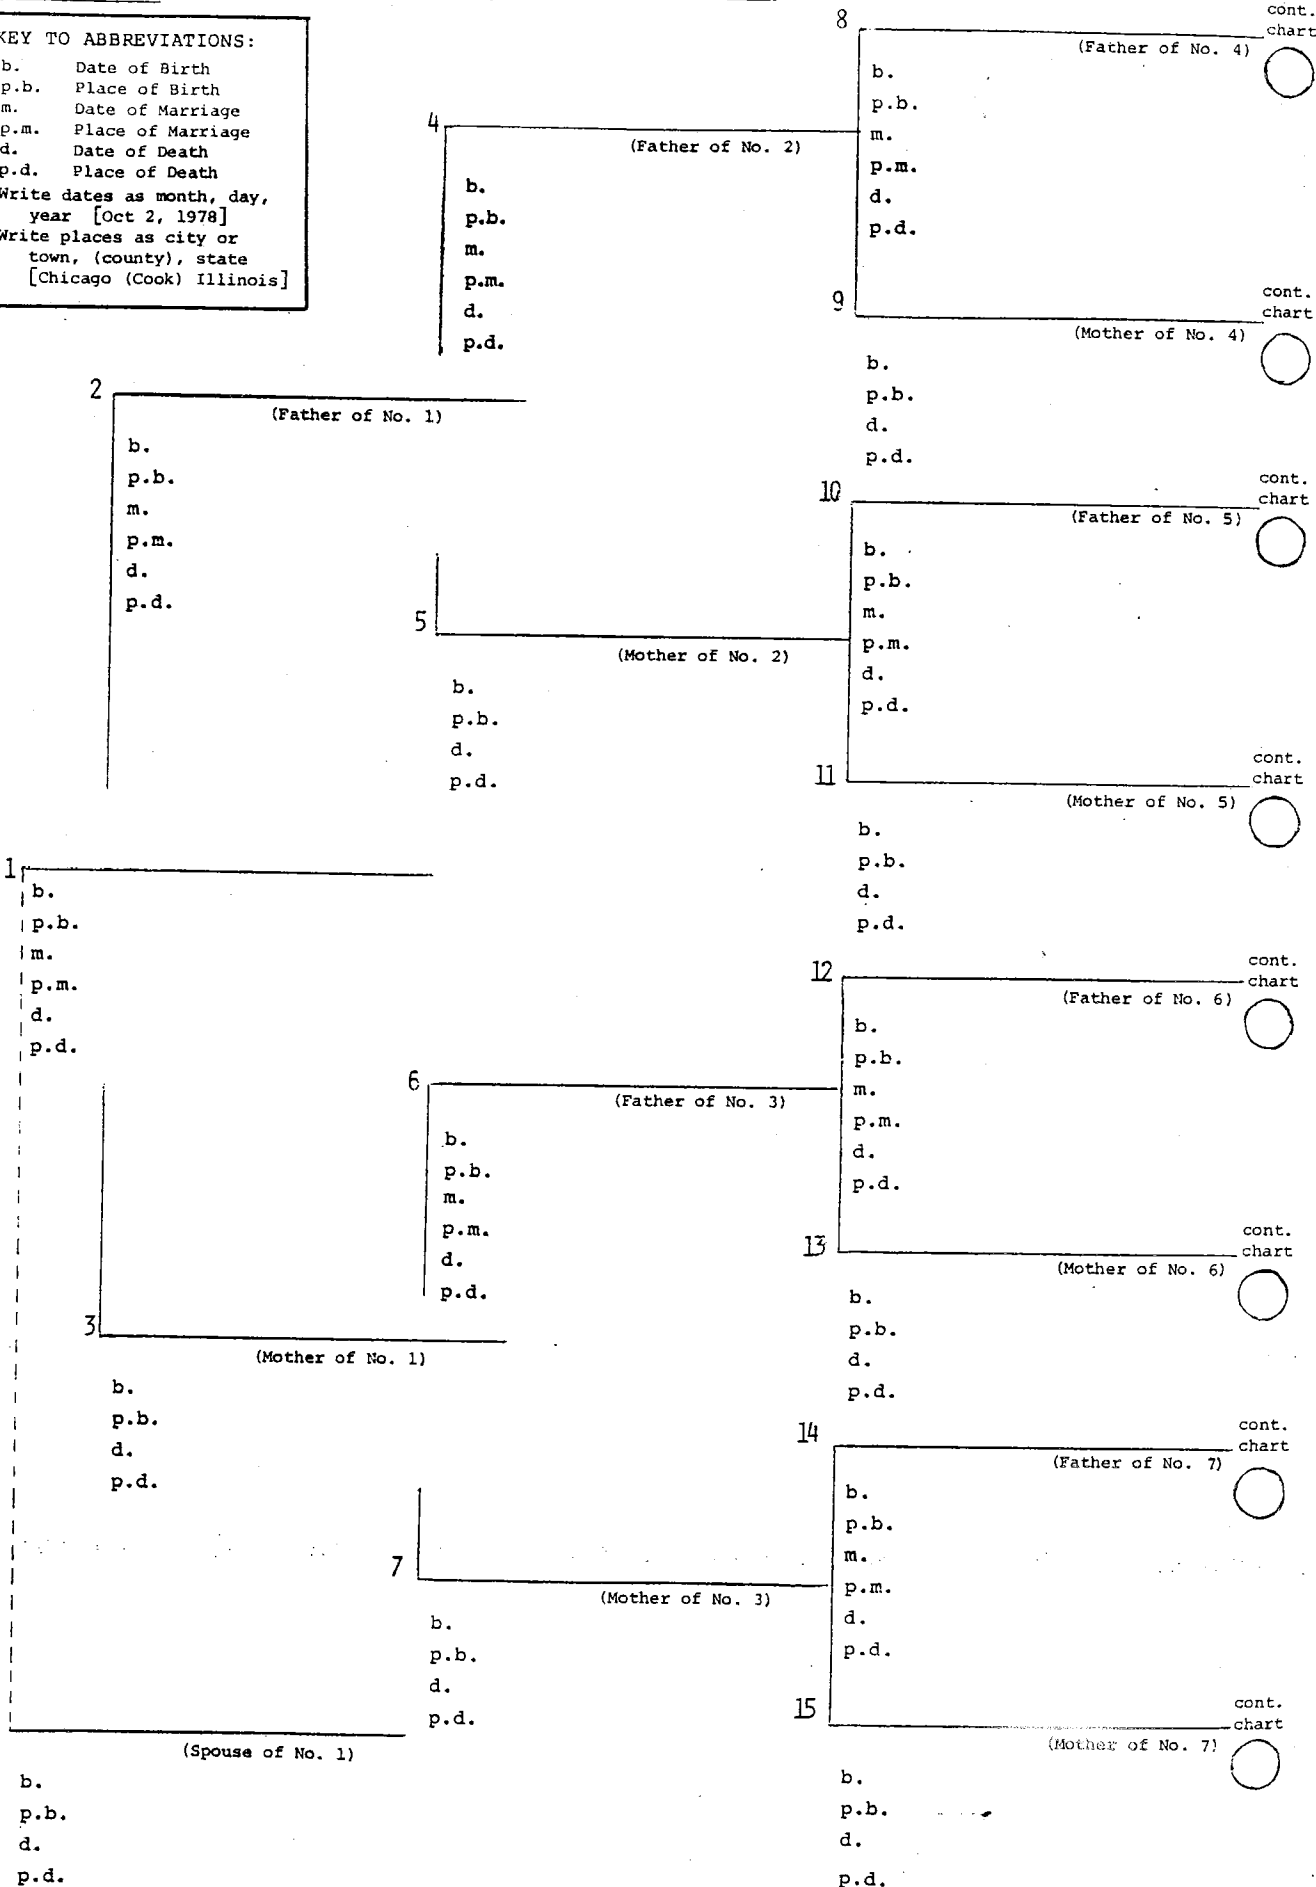 KEY TO ABBREVIATIONS:
b. Date of Birth
p.b. Place of Birth
m. Date of Marriage
p.m. Place of Marriage
d. Date of Death
p.d. Place of Death
Write dates as month, day,
year [Oct 2, 1978]
Write places as city or
town, (county), state
[Chicago (Cook) Illinois]
1
b.
p.b.
m.
p.m.
d.
p.d.
(Spouse of No. 1)
b.
p.b.
d.
p.d.
2
(Father of No. 1)
b.
p.b.
m.
p.m.
d.
p.d.
3
(Mother of No. 1)
b.
p.b.
d.
p.d.
4
(Father of No. 2)
b.
p.b.
m.
p.m.
d.
p.d.
5
(Mother of No. 2)
b.
p.b.
d.
p.d.
6
(Father of No. 3)
b.
p.b.
m.
p.m.
d.
p.d.
7
(Mother of No. 3)
b.
p.b.
d.
p.d.
8
cont.
chart
(Father of No. 4)
b.
p.b.
m.
p.m.
d.
p.d.
9
cont.
chart
(Mother of No. 4)
b.
p.b.
d.
p.d.
10
cont.
chart
(Father of No. 5)
b.
p.b.
m.
p.m.
d.
p.d.
11
cont.
chart
(Mother of No. 5)
b.
p.b.
d.
p.d.
12
cont.
chart
(Father of No. 6)
b.
p.b.
m.
p.m.
d.
p.d.
13
cont.
chart
(Mother of No. 6)
b.
p.b.
d.
p.d.
14
cont.
chart
(Father of No. 7)
b.
p.b.
m.
p.m.
d.
p.d.
15
cont.
chart
(Mother of No. 7)
b.
p.b.
d.
p.d.